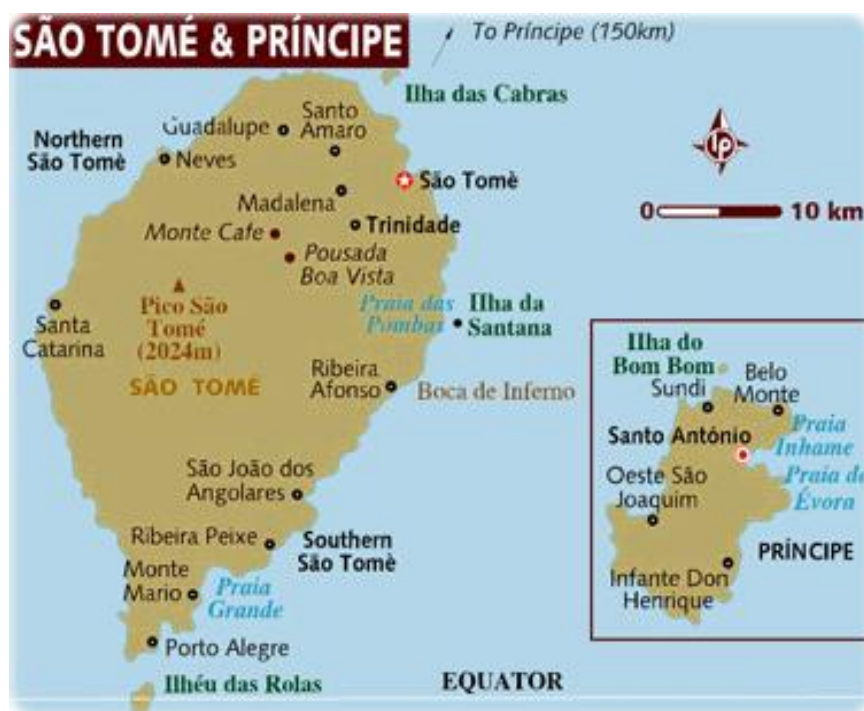 SÃO TOMÉ & PRÍNCIPE
To Príncipe (150km)
Ilha das Cabras
Santo
Amaro
Guadalupe
Northern
São Tomè
Neves
São Tomè
Madalena
Trinidade
Monte Cafe
Pousada
Boa Vista
lp
0 10 km
Pico São
Tomé
(2024m)
SÃO TOMÉ
Santa
Catarina
Praia das
Pombas
Ilha da
Santana
Ribeira
Afonso
Boca de Inferno
São João dos
Angolares
Ribeira Peixe
Southern
São Tomè
Monte
Mario
Praia
Grande
Porto Alegre
Ilhéu das Rolas
EQUATOR
Ilha do
Bom Bom
Sundi
Belo
Monte
Santo António
Praia
Inhame
Oeste São
Joaquim
Praia de
Évora
PRÍNCIPE
Infante Don
Henrique